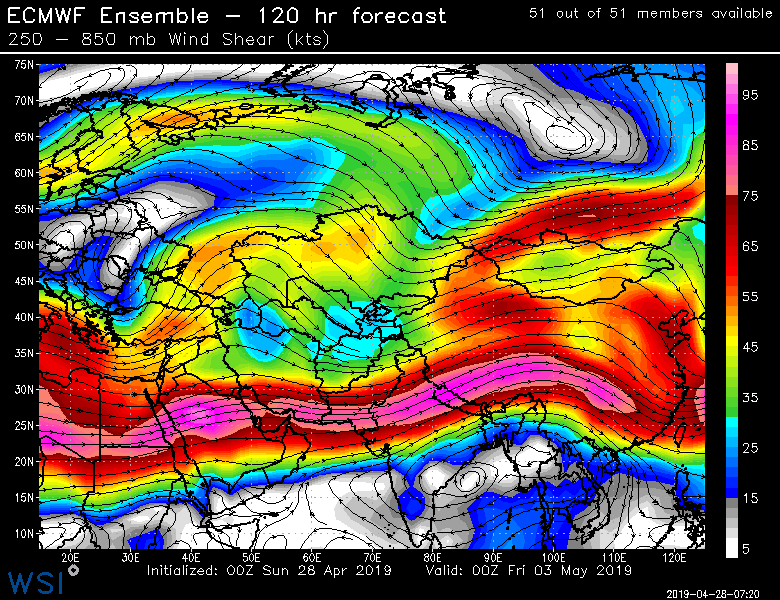 ECMWF Ensemble – 120 hr forecast
51 out of 51 members available
250 – 850 mb Wind Shear (kts)
75N
70N
65N
60N
55N
50N
45N
40N
35N
30N
25N
20N
15N
10N
95
85
75
65
55
45
35
25
15
5
20E 30E 40E 50E 60E 70E 80E 90E 100E 110E 120E
Initialized: 00Z Sun 28 Apr 2019 Valid: 00Z Fri 03 May 2019
WSI
2019-04-28-07:20